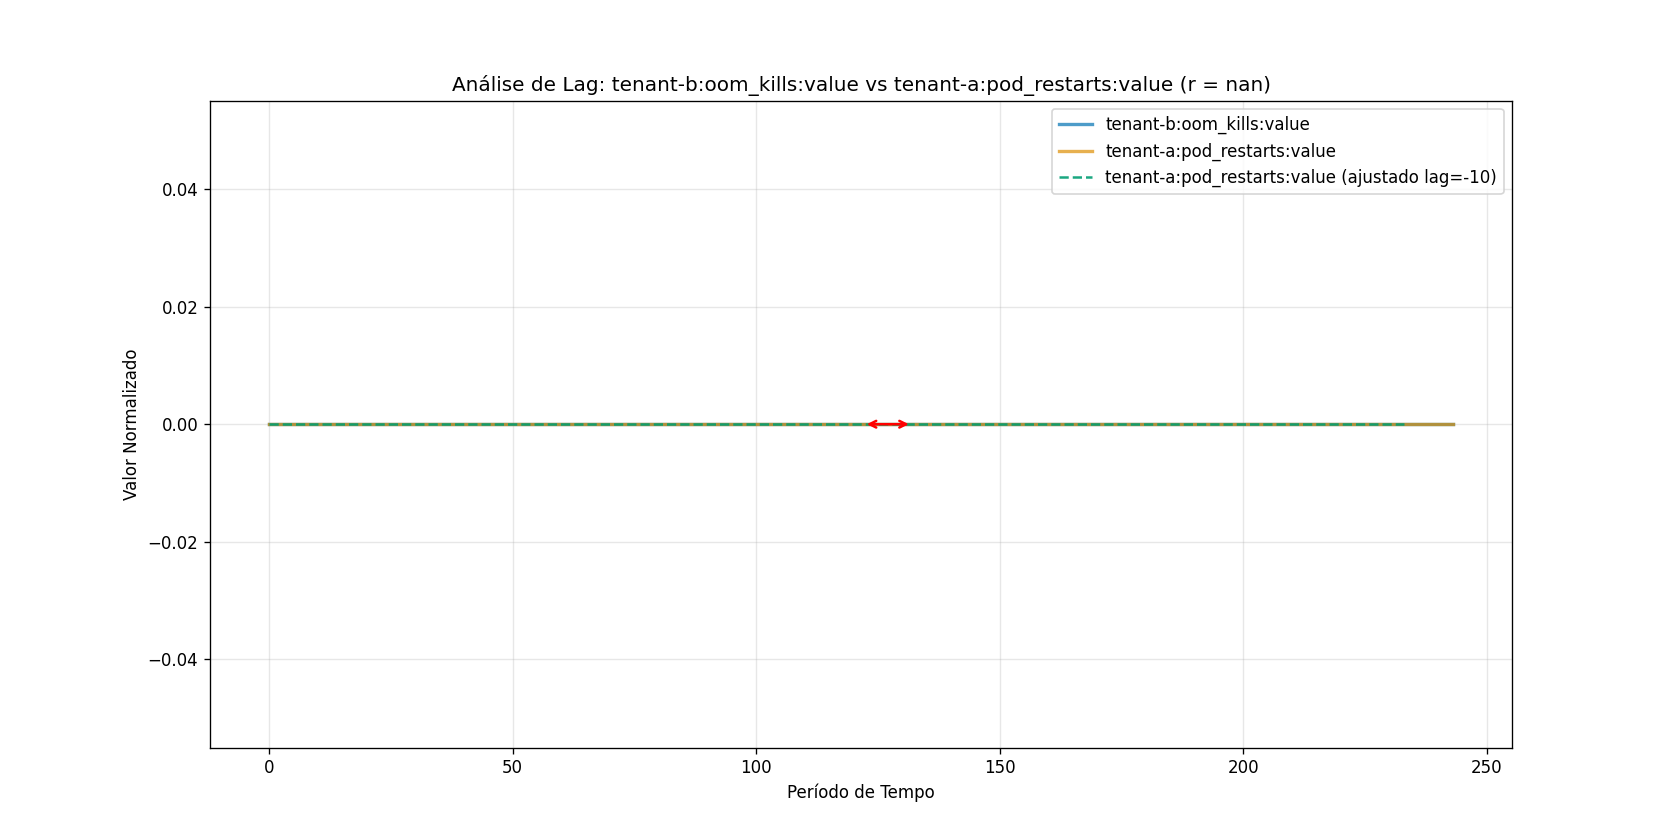 Análise de Lag: tenant-b:oom_kills:value vs tenant-a:pod_restarts:value (r = nan)
tenant-b:oom_kills:value
tenant-a:pod_restarts:value
tenant-a:pod_restarts:value (ajustado lag=-10)
Valor Normalizado
0.04
0.02
0.00
−0.02
−0.04
0 50 100 150 200 250
Período de Tempo